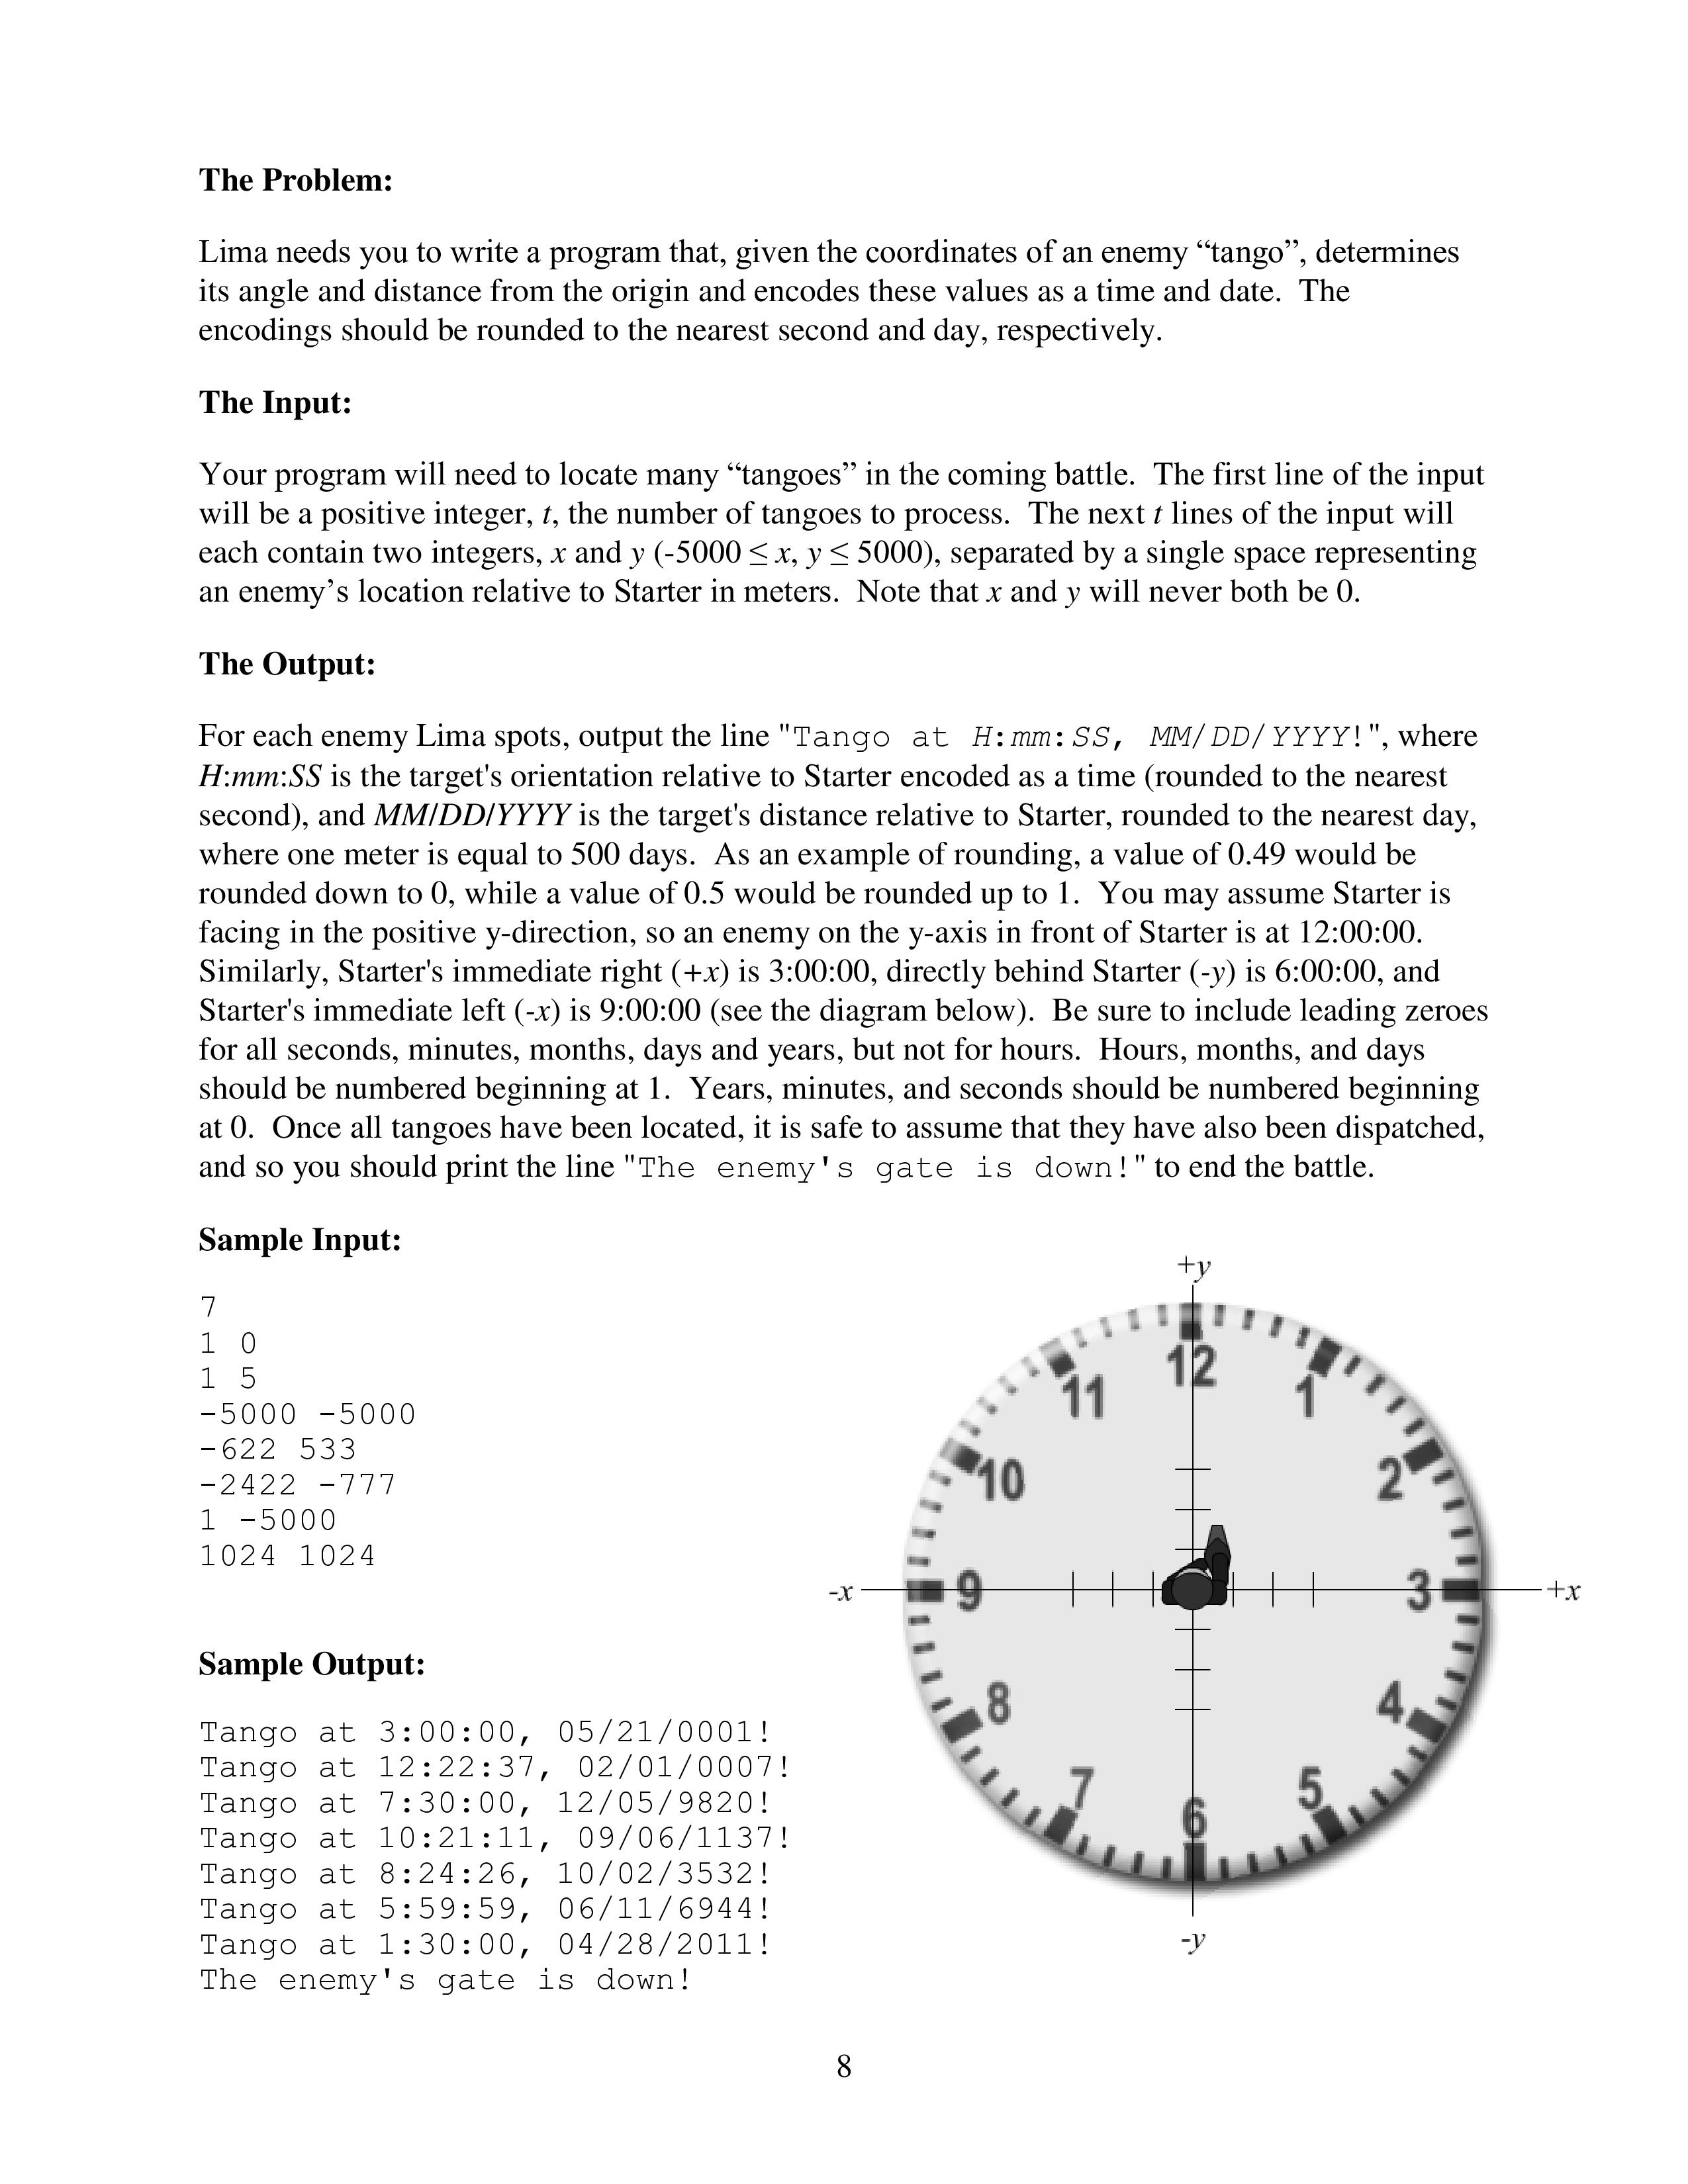 The Problem:
Lima needs you to write a program that, given the coordinates of an enemy “tango”, determines
its angle and distance from the origin and encodes these values as a time and date.  The
encodings should be rounded to the nearest second and day, respectively.
The Input:
Your program will need to locate many “tangoes” in the coming battle.  The first line of the input
will be a positive integer, t, the number of tangoes to process.  The next t lines of the input will
each contain two integers, x and y (-5000 ≤ x, y ≤ 5000), separated by a single space representing
an enemy’s location relative to Starter in meters.  Note that x and y will never both be 0.
The Output:
For each enemy Lima spots, output the line "Tango at H:mm:SS, MM/DD/YYYY!", where
H:mm:SS is the target's orientation relative to Starter encoded as a time (rounded to the nearest
second), and MM/DD/YYYY is the target's distance relative to Starter, rounded to the nearest day,
where one meter is equal to 500 days.  As an example of rounding, a value of 0.49 would be
rounded down to 0, while a value of 0.5 would be rounded up to 1.  You may assume Starter is
facing in the positive y-direction, so an enemy on the y-axis in front of Starter is at 12:00:00.
Similarly, Starter's immediate right (+x) is 3:00:00, directly behind Starter (-y) is 6:00:00, and
Starter's immediate left (-x) is 9:00:00 (see the diagram below).  Be sure to include leading zeroes
for all seconds, minutes, months, days and years, but not for hours.  Hours, months, and days
should be numbered beginning at 1.  Years, minutes, and seconds should be numbered beginning
at 0.  Once all tangoes have been located, it is safe to assume that they have also been dispatched,
and so you should print the line "The enemy's gate is down!" to end the battle.
Sample Input:
7
1 0
1 5
-5000 -5000
-622 533
-2422 -777
1 -5000
1024 1024
Sample Output:
Tango at 3:00:00, 05/21/0001!
Tango at 12:22:37, 02/01/0007!
Tango at 7:30:00, 12/05/9820!
Tango at 10:21:11, 09/06/1137!
Tango at 8:24:26, 10/02/3532!
Tango at 5:59:59, 06/11/6944!
Tango at 1:30:00, 04/28/2011!
The enemy's gate is down!
+y
12
11
1
10
2
-x
9
3
+x
8
4
7
5
6
-y
8